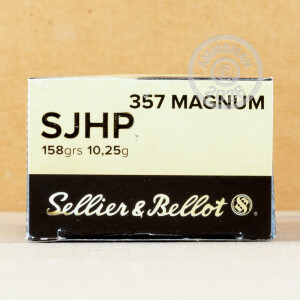 357 MAGNUM
SJHP
158grs 10,25g
Sellier & Bellot